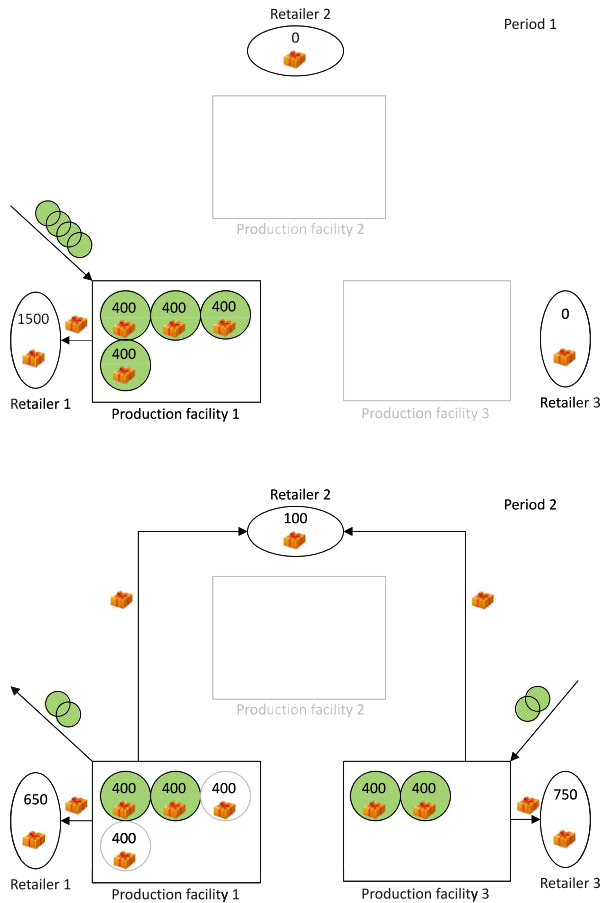 Retailer 2
Period 1
0
Production facility 2
1500
400 400 400
0
400
Retailer 1
Production facility 1
Production facility 3
Retailer 3
Retailer 2
Period 2
100
Production facility 2
650
400 400 400
400 400
750
400
Retailer 1
Production facility 1
Production facility 3
Retailer 3